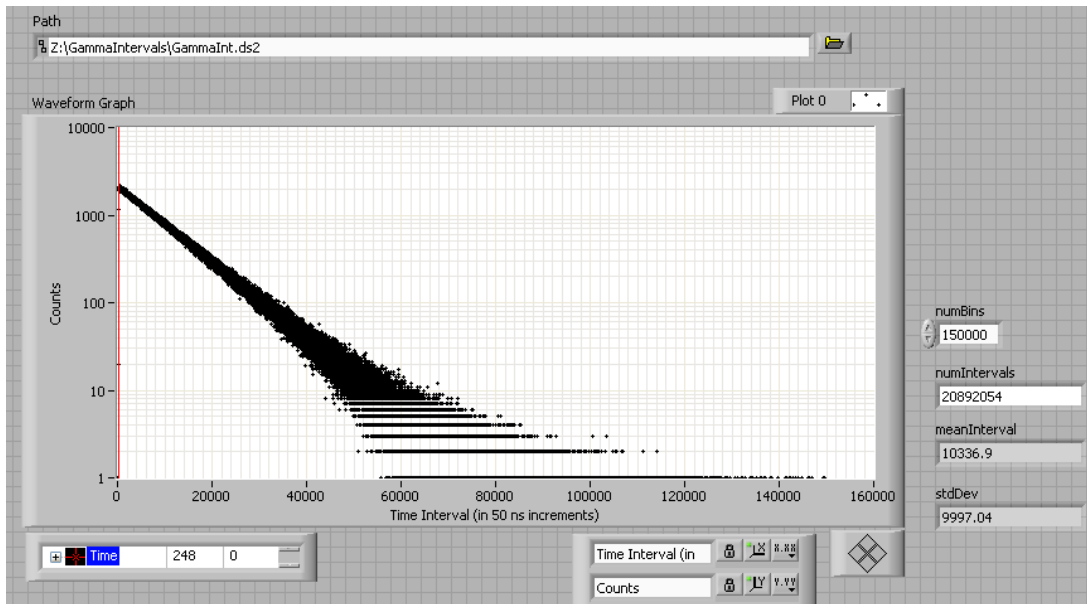 Path
Z:\GammaIntervals\GammaInt.ds2
Waveform Graph
Plot 0
10000
1000
100
10
1
Counts
0 20000 40000 60000 80000 100000 120000 140000 160000
Time Interval (in 50 ns increments)
numBins
150000
numIntervals
20892054
meanInterval
10336.9
stdDev
9997.04
Time 248 0
Time Interval (in X X.XX
Counts Y Y.YY